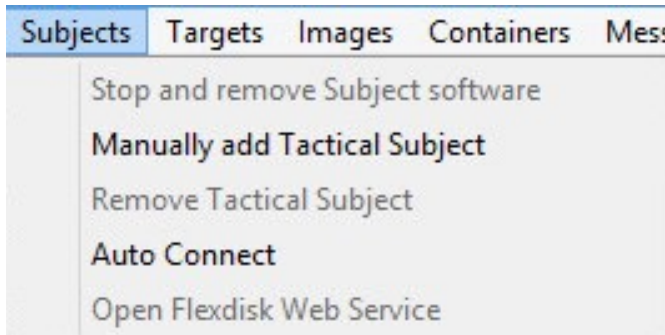 Subjects Targets Images Containers Mess
Stop and remove Subject software
Manually add Tactical Subject
Remove Tactical Subject
Auto Connect
Open Flexdisk Web Service